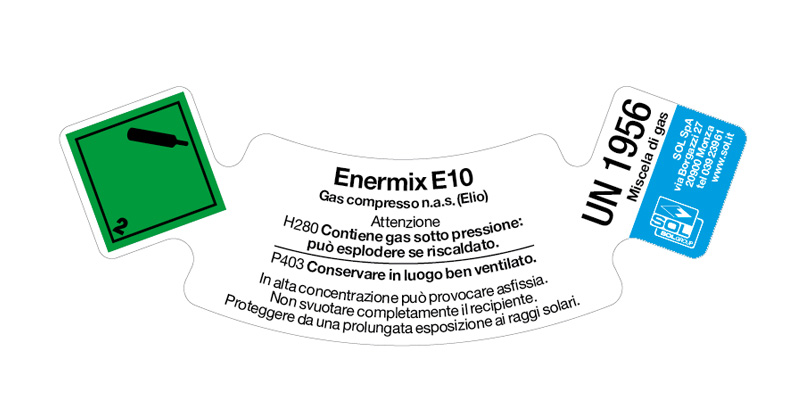 2
Enermix E10
Gas compresso n.a.s. (Elio)
Attenzione
H280 Contiene gas sotto pressione:
può esplodere se riscaldato.
P403 Conservare in luogo ben ventilato.
In alta concentrazione può provocare asfissia.
Non svuotare completamente il recipiente.
Proteggere da una prolungata esposizione ai raggi solari.
UN 1956
Miscela di gas
SOL SpA
via Borgazzi 27
20900 Monza
tel 039 23961
www.sol.it
SOL
SOLGROUP